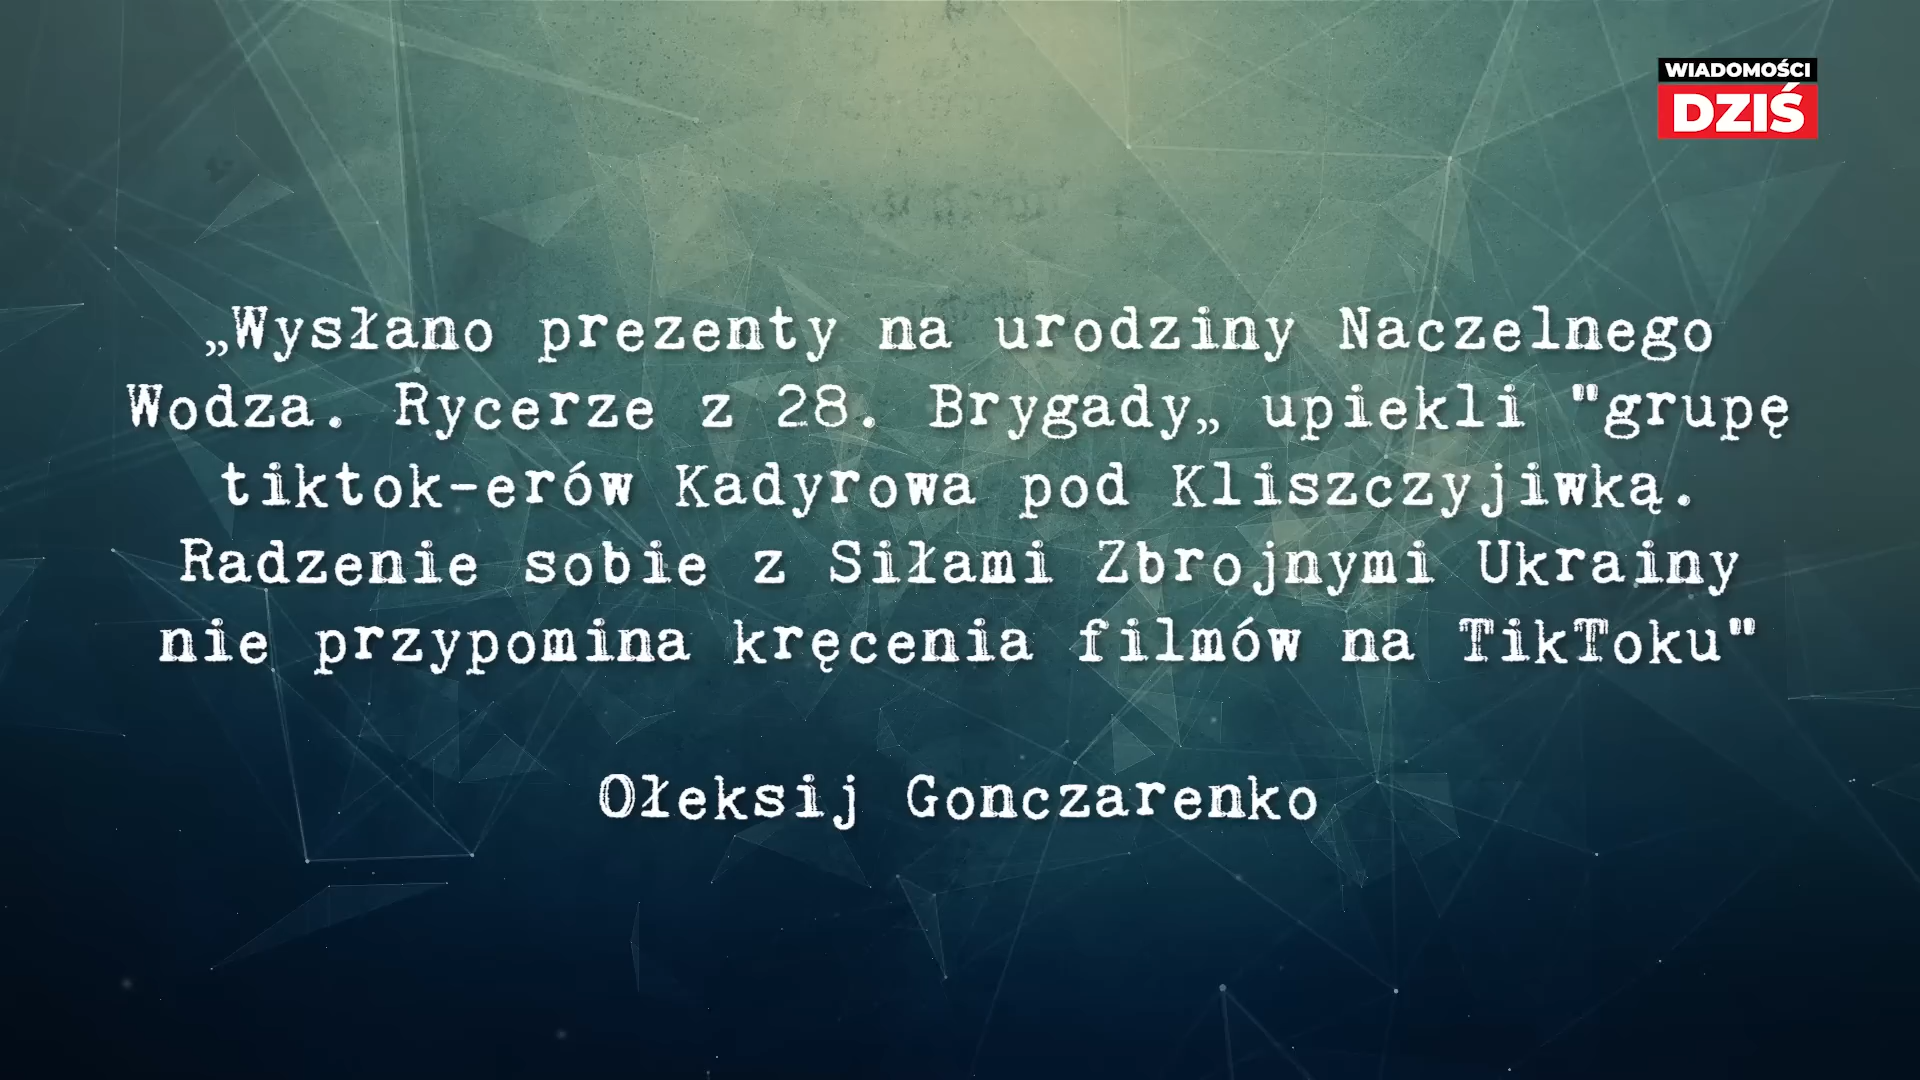 WIADOMOŚCI
DZIŚ
„Wysłano prezenty na urodziny Naczelnego
Wodza. Rycerze z 28. Brygady„ upiekli "grupę
tiktok-erów Kadyrowa pod Kliszczyjiwką.
Radzenie sobie z Siłami Zbrojnymi Ukrainy
nie przypomina kręcenia filmów na TikToku"
Ołeksij Gonczarenko